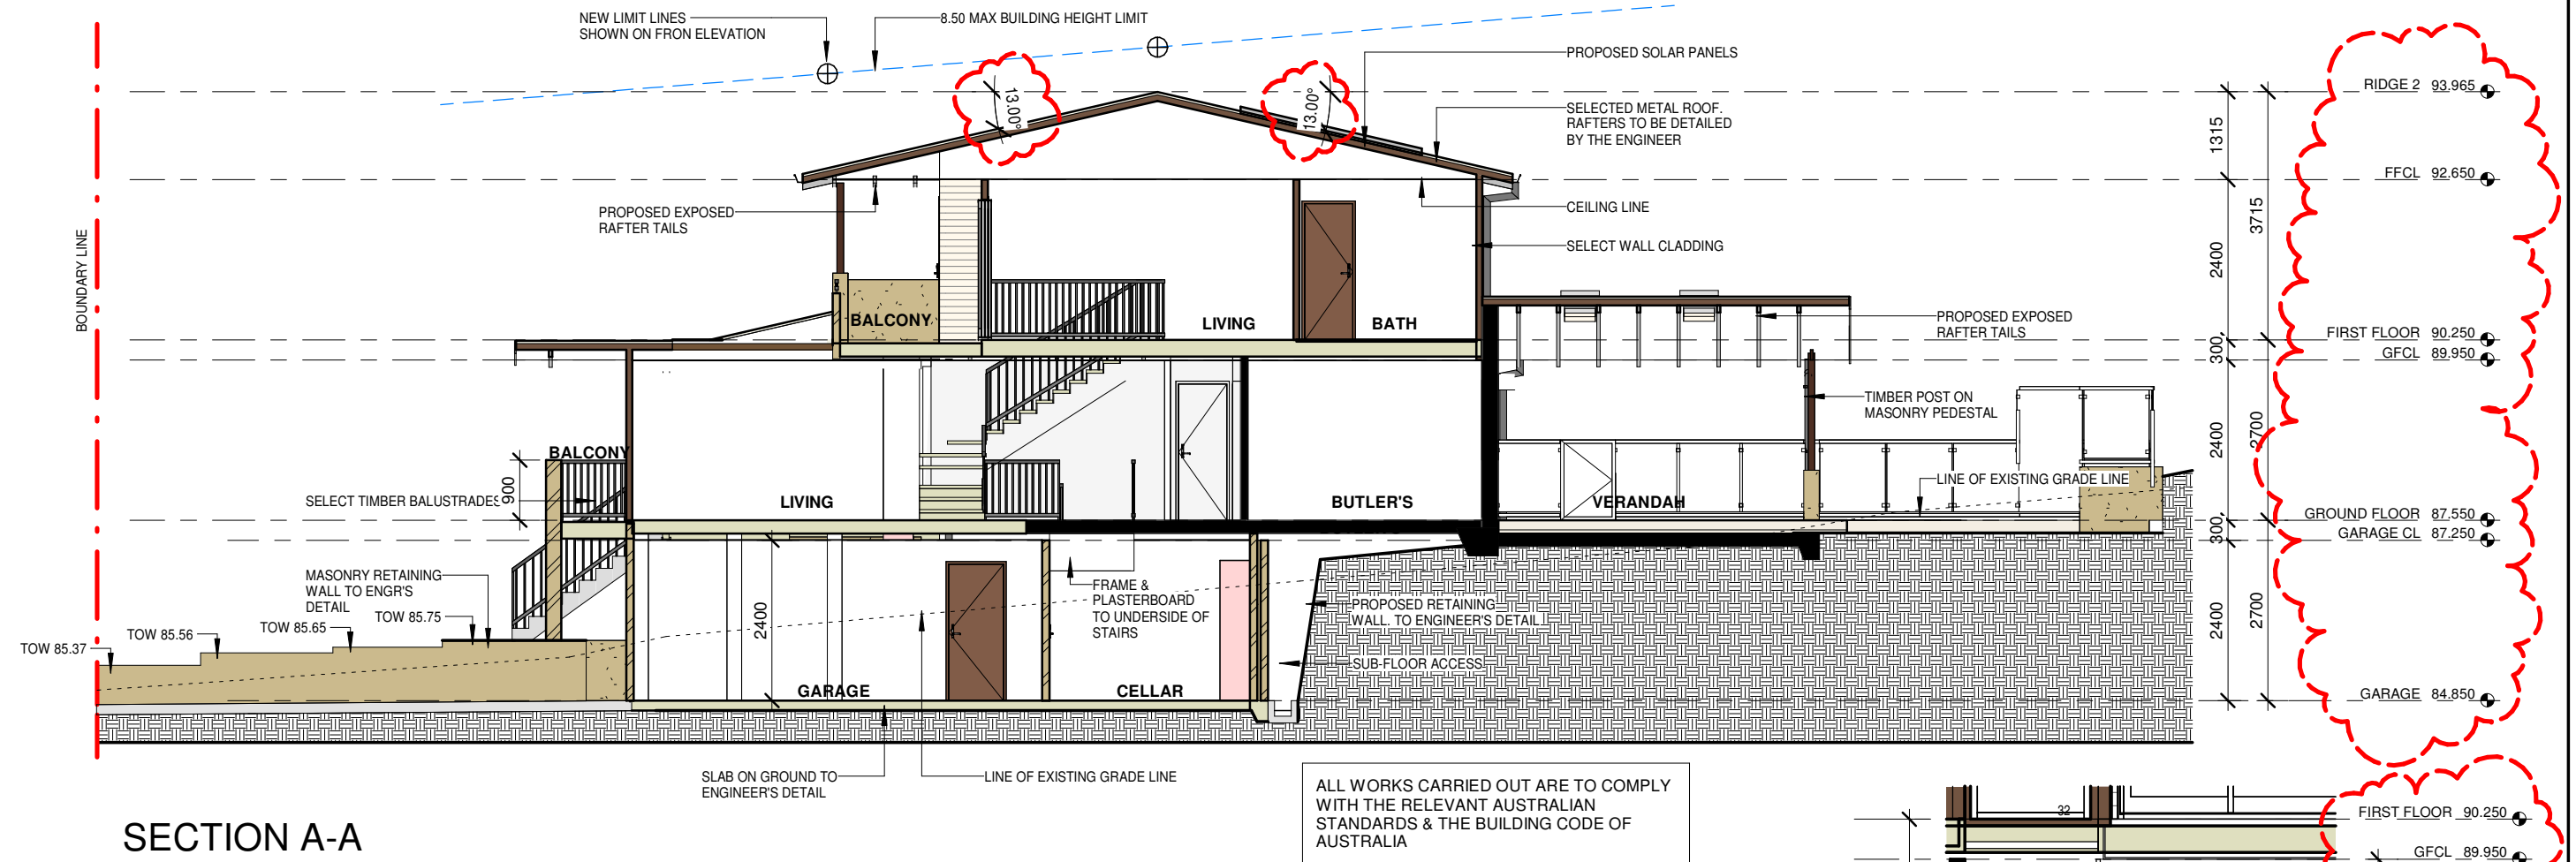 NEW LIMIT LINES
SHOWN ON FRON ELEVATION
8.50 MAX BUILDING HEIGHT LIMIT
PROPOSED SOLAR PANELS
13.00°
13.00°
SELECTED METAL ROOF.
RAFTERS TO BE DETAILED
BY THE ENGINEER
RIDGE 2 93.965
1315
FFCL 92.650
PROPOSED EXPOSED
RAFTER TAILS
CEILING LINE
SELECT WALL CLADDING
3715
2400
BOUNDARY LINE
BALCONY
LIVING
BATH
PROPOSED EXPOSED
RAFTER TAILS
FIRST FLOOR 90.250
300
GFCL 89.950
TIMBER POST ON
MASONRY PEDESTAL
2400
2700
BALCONY
900
SELECT TIMBER BALUSTRADES
LIVING
BUTLER'S
VERANDAH
LINE OF EXISTING GRADE LINE
GROUND FLOOR 87.550
300
GARAGE CL 87.250
MASONRY RETAINING
WALL TO ENGR'S
DETAIL
2400
FRAME &
PLASTERBOARD
TO UNDERSIDE OF
STAIRS
PROPOSED RETAINING
WALL. TO ENGINEER'S DETAIL
2400
2700
TOW 85.75
TOW 85.65
TOW 85.56
TOW 85.37
SUB-FLOOR ACCESS
GARAGE
CELLAR
GARAGE 84.850
SLAB ON GROUND TO
ENGINEER'S DETAIL
LINE OF EXISTING GRADE LINE
ALL WORKS CARRIED OUT ARE TO COMPLY
WITH THE RELEVANT AUSTRALIAN
STANDARDS & THE BUILDING CODE OF
AUSTRALIA
SECTION A-A
32
FIRST FLOOR 90.250
GFCL 89.950